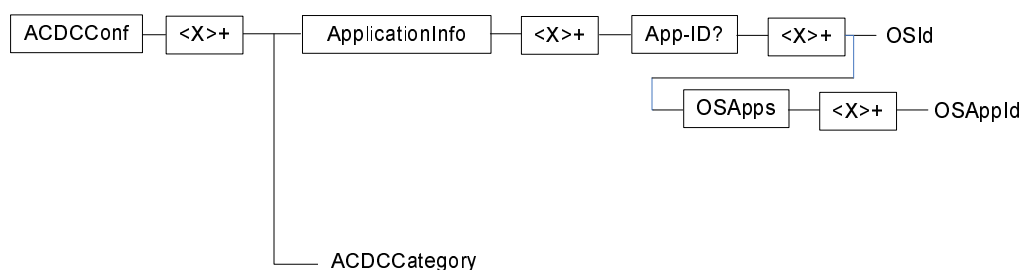 ACDCConf <X>+ ApplicationInfo <X>+ App-ID? <X>+ OSId
OSApps <X>+ OSAppId
ACDCCategory